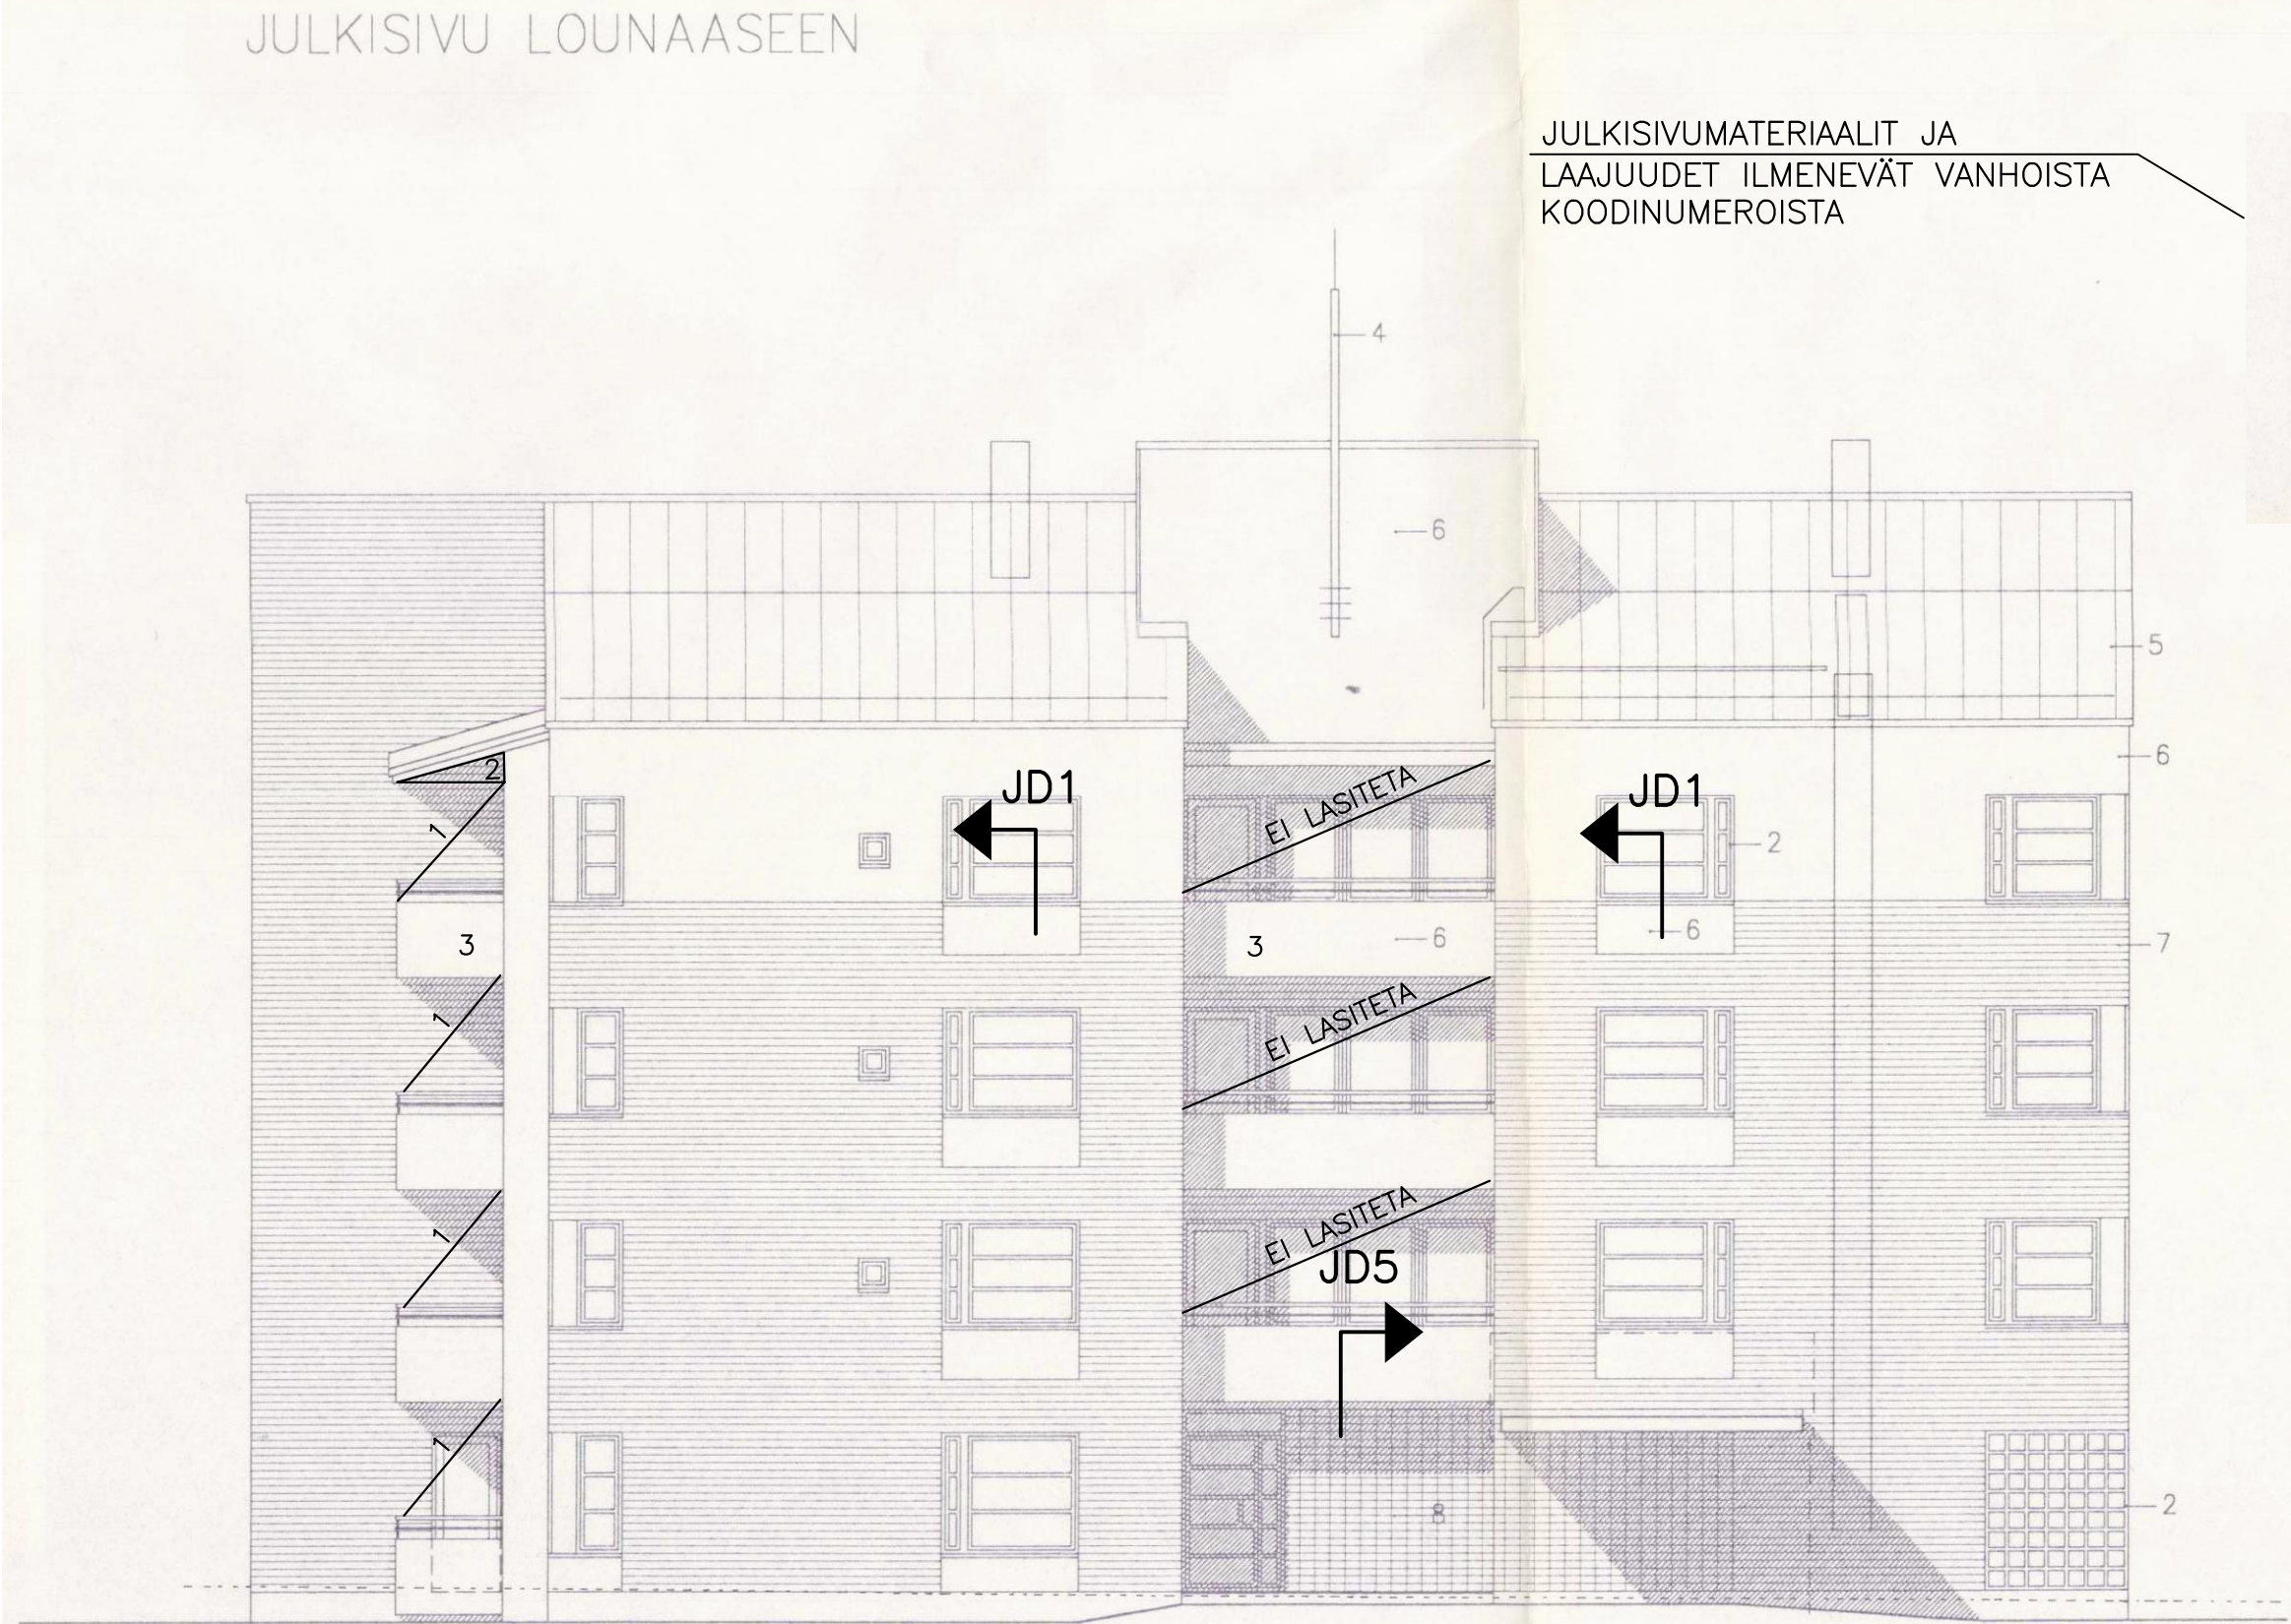 JULKISIVU LOUNAASEEN
JULKISIVUMATERIAALIT JA
LAAJUUDET ILMENEVÄT VANHOISTA
KOODINUMEROISTA
4
6
5
6
2
JD1
EI LASITETA
JD1
2
1
3
3
6
6
7
1
EI LASITETA
1
EI LASITETA
JD5
1
8
2